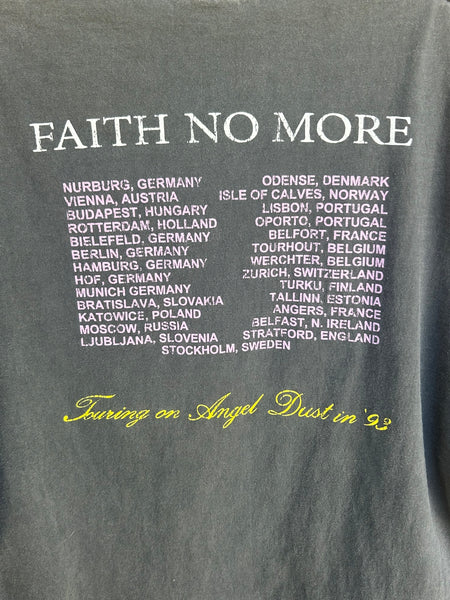 FAITH NO MORE
NURBURG, GERMANY
VIENNA, AUSTRIA
BUDAPEST, HUNGARY
ROTTERDAM, HOLLAND
BIELEFELD, GERMANY
BERLIN, GERMANY
HAMBURG, GERMANY
HOF, GERMANY
MUNICH GERMANY
BRATISLAVA, SLOVAKIA
KATOWICE, POLAND
MOSCOW, RUSSIA
LJUBLJANA, SLOVENIA
ODENSE, DENMARK
ISLE OF CALVES, NORWAY
LISBON, PORTUGAL
OPORTO, PORTUGAL
BELFORT, FRANCE
TOURHOUT, BELGIUM
WERCHTER, BELGIUM
ZURICH, SWITZERLAND
TURKU, FINLAND
TALLINN, ESTONIA
ANGERS, FRANCE
BELFAST, N. IRELAND
STRATFORD, ENGLAND
STOCKHOLM, SWEDEN
Touring on Angel Dust in '93